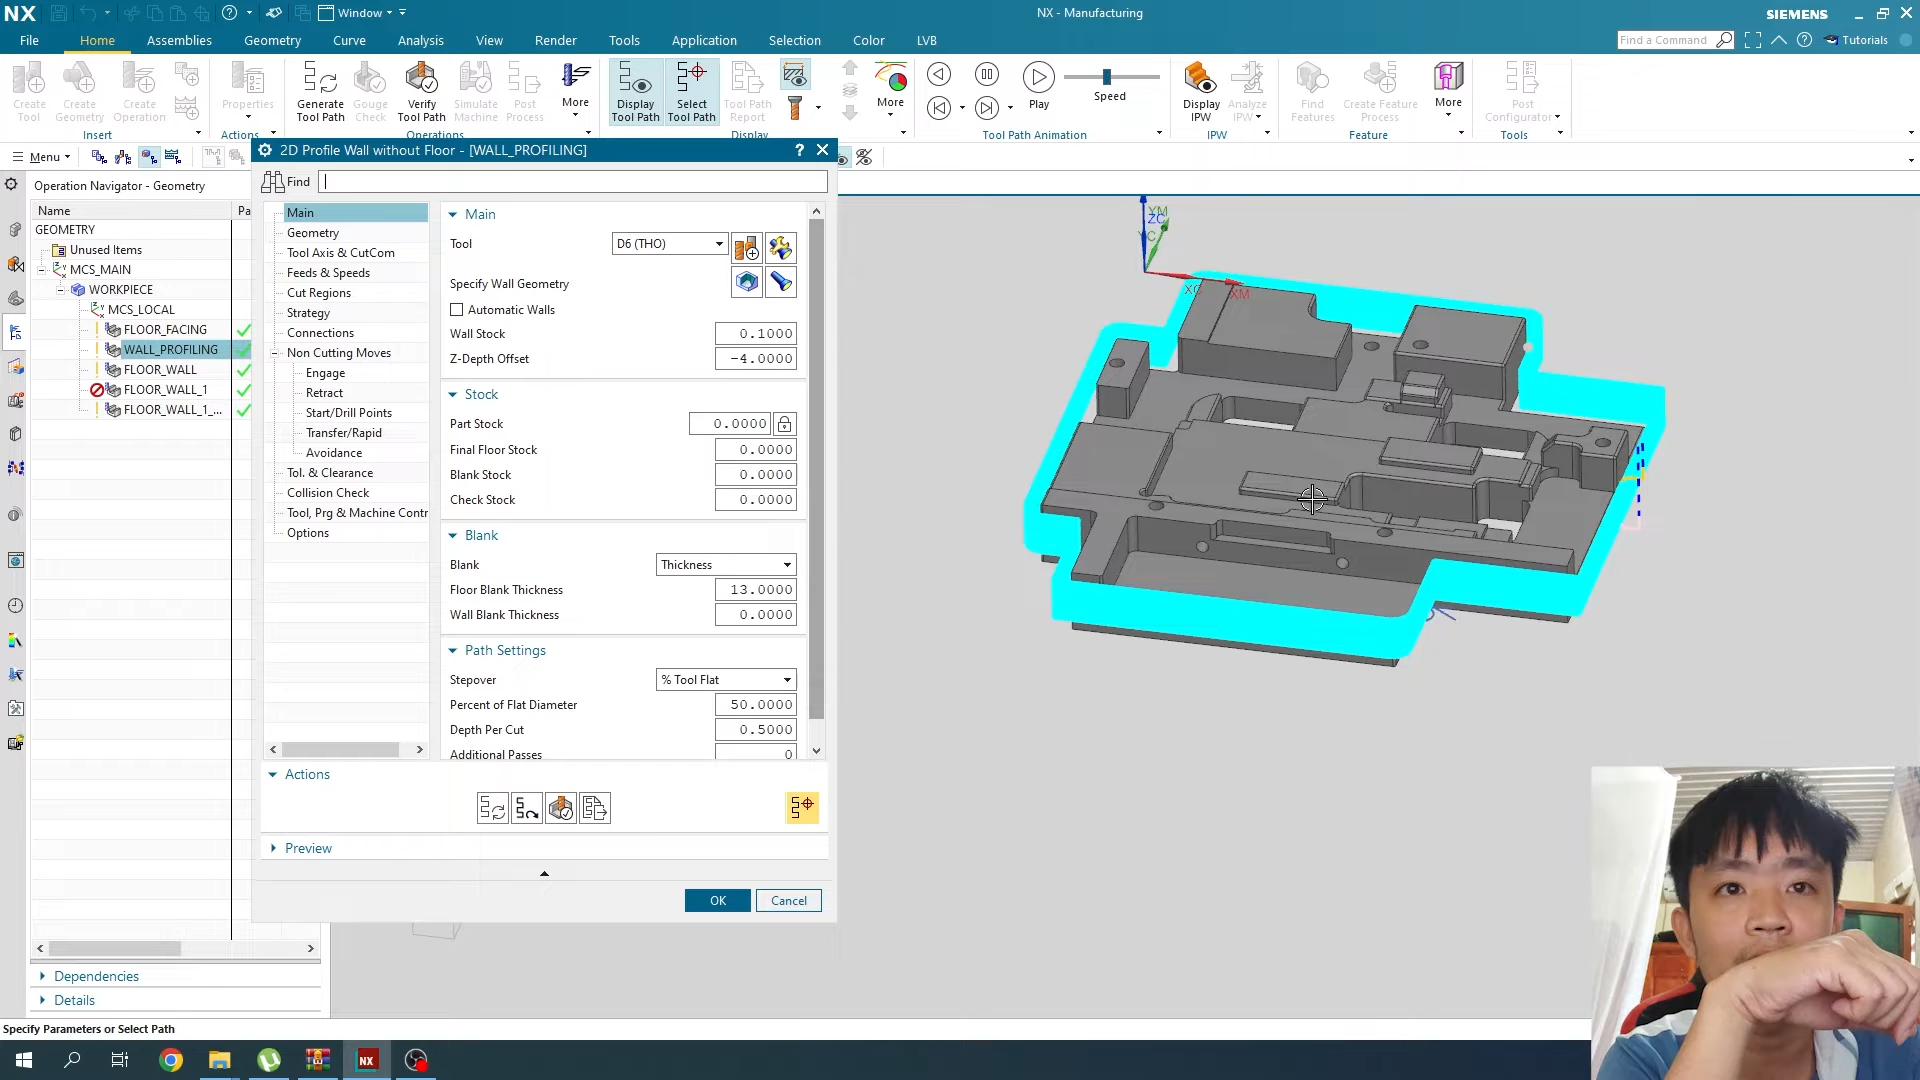 NX
Window
NX - Manufacturing
SIEMENS
File
Home
Assemblies
Geometry
Curve
Analysis
View
Render
Tools
Application
Selection
Color
LVB
Find a Command
Tutorials
Create Tool
Create Geometry
Create Operation
Properties
Generate Tool Path
Gouge Check
Verify Tool Path
Simulate Machine
Post Process
More
Display Tool Path
Select Tool Path
Tool Path Report
More
Play
Speed
Display IPW
Analyze IPW
Find Features
Create Feature Process
More
Post Configurator
Insert
Actions
Operations
Display
Tool Path Animation
IPW
Feature
Tools
Menu
2D Profile Wall without Floor - [WALL_PROFILING]
Find
Operation Navigator - Geometry
Name
Pa
GEOMETRY
Unused Items
MCS_MAIN
WORKPIECE
MCS_LOCAL
FLOOR_FACING
WALL_PROFILING
FLOOR_WALL
FLOOR_WALL_1
FLOOR_WALL_1_...
Dependencies
Details
Main
Geometry
Tool Axis & CutCom
Feeds & Speeds
Cut Regions
Strategy
Connections
Non Cutting Moves
Engage
Retract
Start/Drill Points
Transfer/Rapid
Avoidance
Tol. & Clearance
Collision Check
Tool, Prg & Machine Contr
Options
Main
Tool
D6 (THO)
Specify Wall Geometry
Automatic Walls
Wall Stock 0.1000
Z-Depth Offset -4.0000
Stock
Part Stock 0.0000
Final Floor Stock 0.0000
Blank Stock 0.0000
Check Stock 0.0000
Blank
Blank Thickness
Floor Blank Thickness 13.0000
Wall Blank Thickness 0.0000
Path Settings
Stepover % Tool Flat
Percent of Flat Diameter 50.0000
Depth Per Cut 0.5000
Additional Passes 0
Actions
Preview
OK
Cancel
YM
ZC
YC
XC
XM
Specify Parameters or Select Path
NX